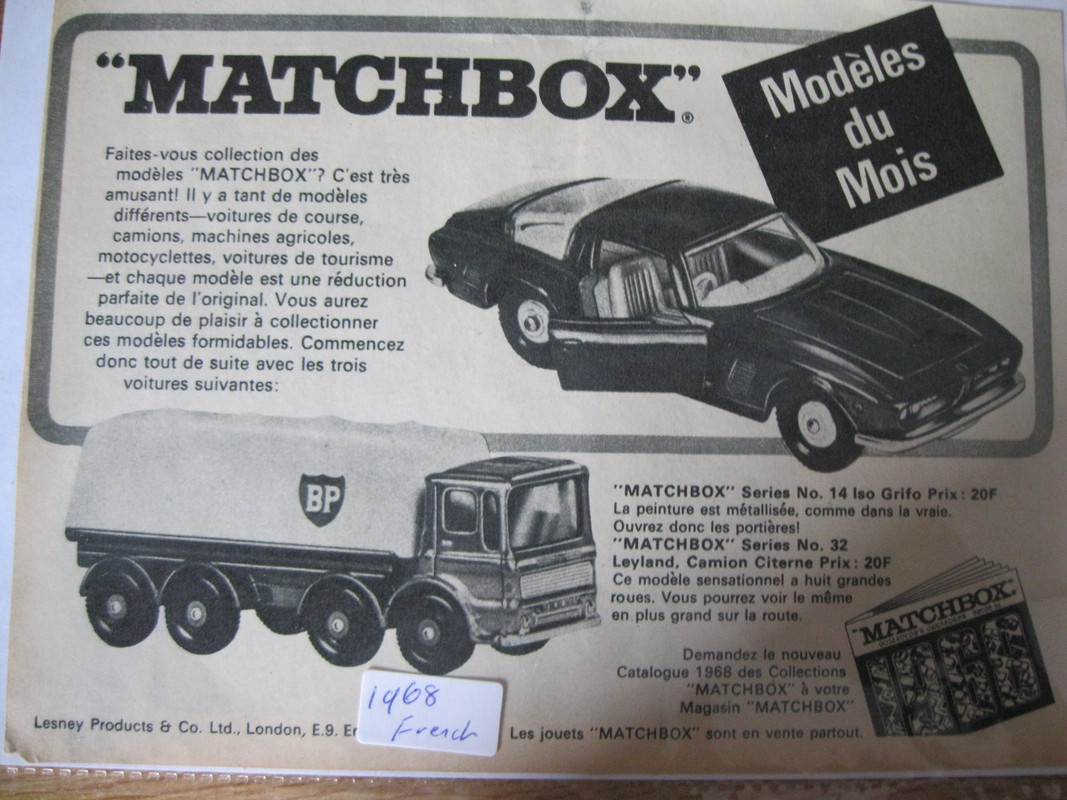 "MATCHBOX"®
Modèles
du
Mois
Faites-vous collection des
modèles "MATCHBOX"? C'est très
amusant! Il y a tant de modèles
différents—voitures de course,
camions, machines agricoles,
motocyclettes, voitures de tourisme
—et chaque modèle est une réduction
parfaite de l'original. Vous aurez
beaucoup de plaisir à collectionner
ces modèles formidables. Commencez
donc tout de suite avec les trois
voitures suivantes:
BP
"MATCHBOX" Series No. 14 Iso Grifo Prix: 20F
La peinture est métallisée, comme dans la vraie.
Ouvrez donc les portières!
"MATCHBOX" Series No. 32
Leyland, Camion Citerne Prix: 20F
Ce modèle sensationnel a huit grandes
roues. Vous pourrez voir le même
en plus grand sur la route.
Demandez le nouveau
Catalogue 1968 des Collections
"MATCHBOX" à votre
Magasin "MATCHBOX"
"MATCHBOX"
Lesney Products & Co. Ltd., London, E.9.
1968
French
Les jouets "MATCHBOX" sont en vente partout.